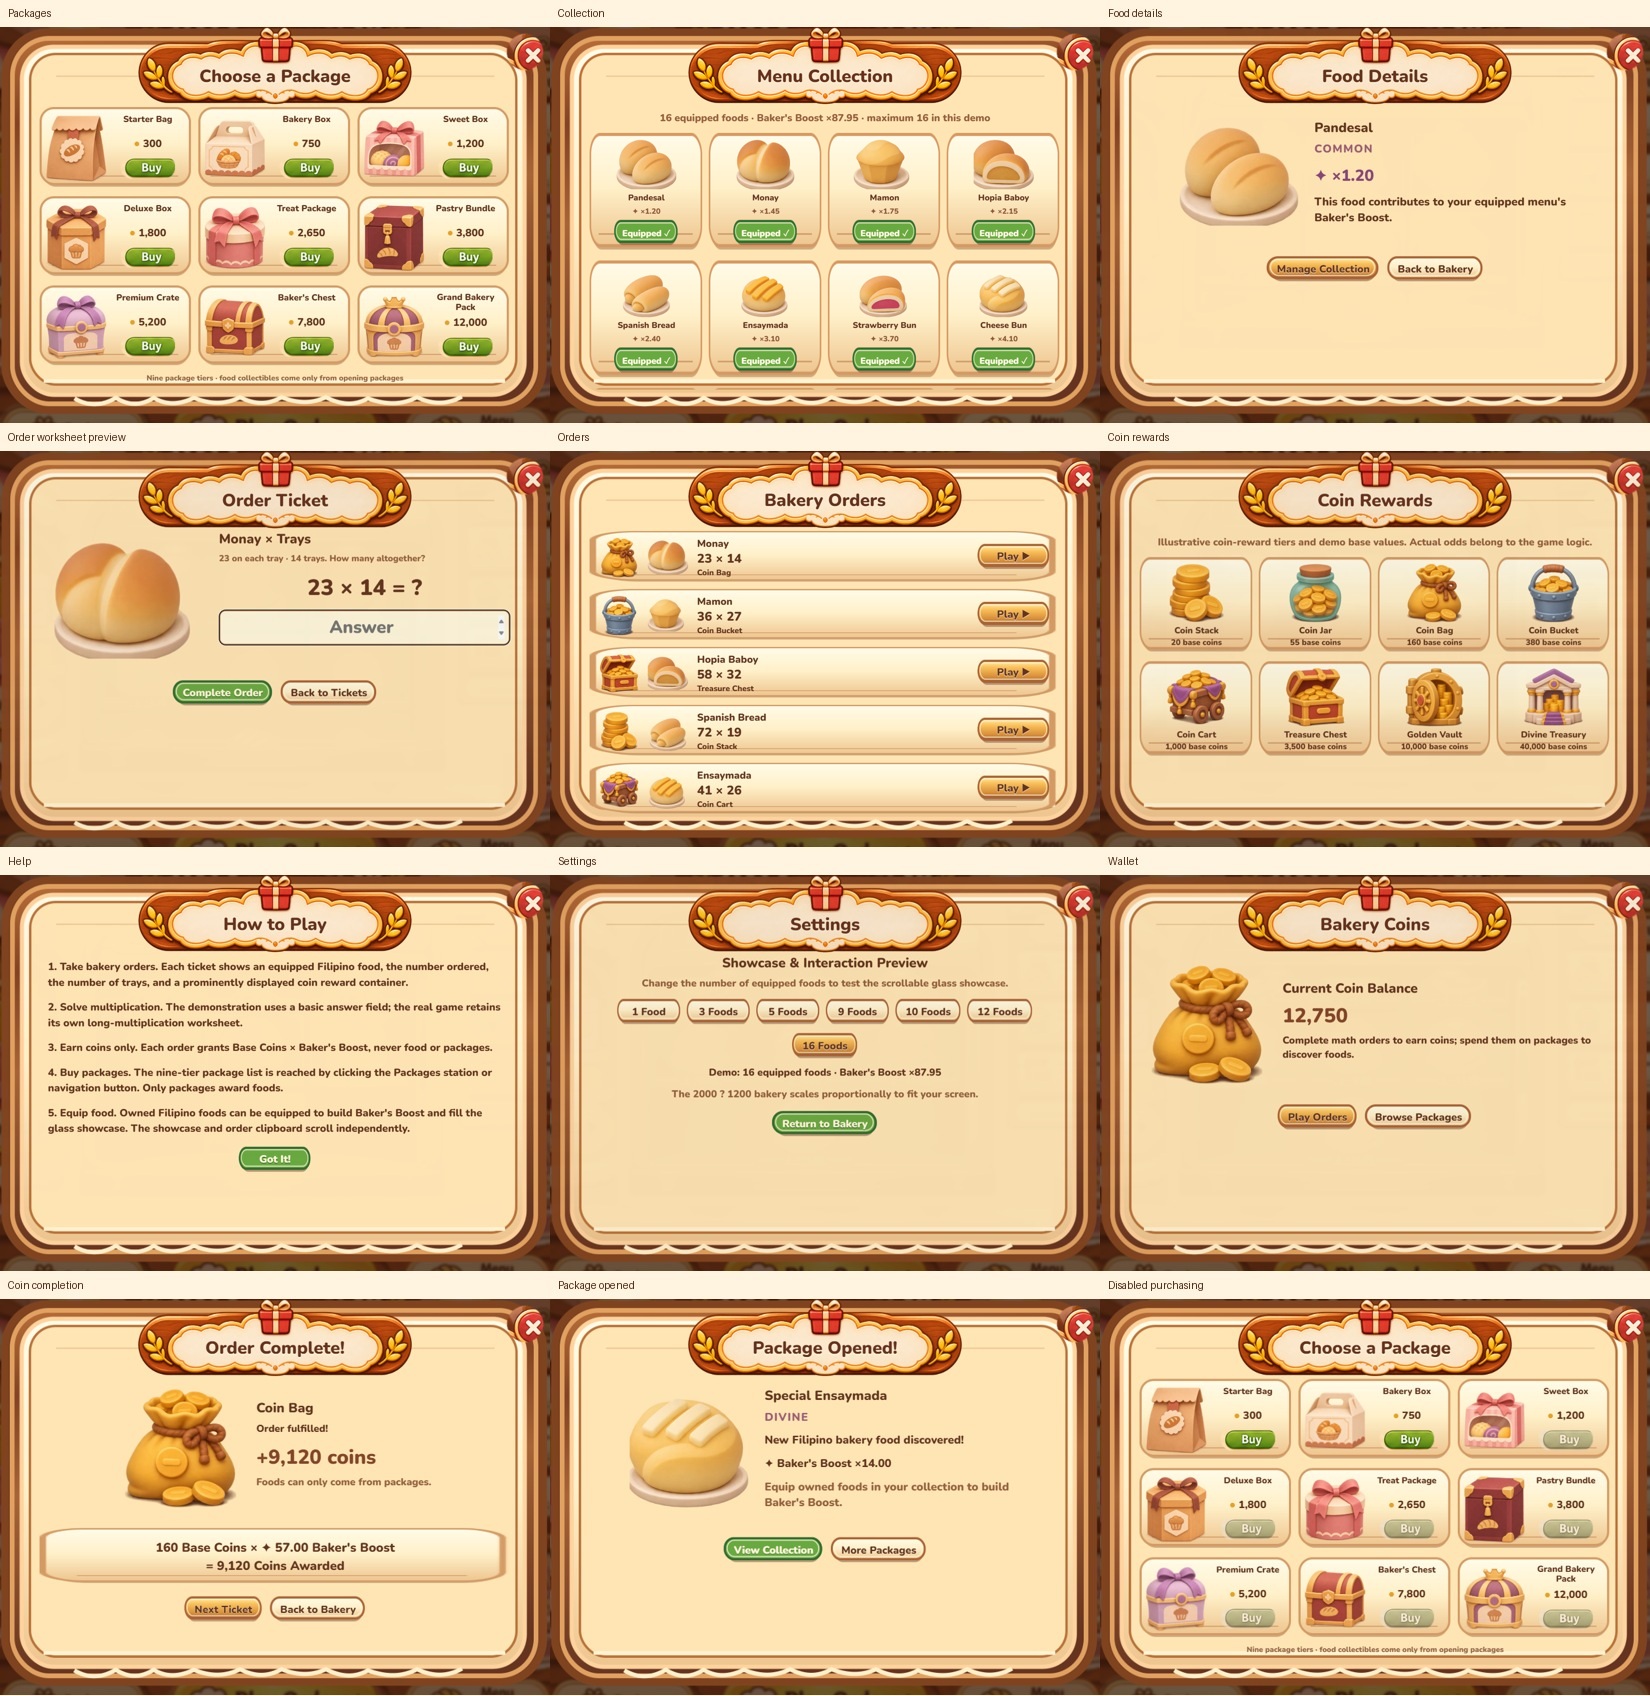 Packages
Choose a Package
Starter Bag
300
Buy
Bakery Box
750
Buy
Sweet Box
1,200
Buy
Deluxe Box
1,800
Buy
Treat Package
2,650
Buy
Pastry Bundle
3,800
Buy
Premium Crate
5,200
Buy
Baker's Chest
7,800
Buy
Grand Bakery
Pack
12,000
Buy
Nine package tiers · food collectibles come only from opening packages
Collection
Menu Collection
16 equipped foods · Baker's Boost ×87.95 · maximum 16 in this demo
Pandesal
✦ ×1.20
Equipped ✓
Monay
✦ ×1.45
Equipped ✓
Mamon
✦ ×1.75
Equipped ✓
Hopia Baboy
✦ ×2.15
Equipped ✓
Spanish Bread
✦ ×2.40
Equipped ✓
Ensaymada
✦ ×3.10
Equipped ✓
Strawberry Bun
✦ ×3.70
Equipped ✓
Cheese Bun
✦ ×4.10
Equipped ✓
Food details
Food Details
Pandesal
COMMON
✦ ×1.20
This food contributes to your equipped menu's
Baker's Boost.
Manage Collection
Back to Bakery
Order worksheet preview
Order Ticket
Monay × Trays
23 on each tray · 14 trays. How many altogether?
23 × 14 = ?
Answer
Complete Order
Back to Tickets
Orders
Bakery Orders
Monay
23 × 14
Coin Bag
Play ▶
Mamon
36 × 27
Coin Bucket
Play ▶
Hopia Baboy
58 × 32
Treasure Chest
Play ▶
Spanish Bread
72 × 19
Coin Stack
Play ▶
Ensaymada
41 × 26
Coin Cart
Play ▶
Coin rewards
Coin Rewards
Illustrative coin-reward tiers and demo base values. Actual odds belong to the game logic.
Coin Stack
20 base coins
Coin Jar
55 base coins
Coin Bag
160 base coins
Coin Bucket
380 base coins
Coin Cart
1,000 base coins
Treasure Chest
3,500 base coins
Golden Vault
10,000 base coins
Divine Treasury
40,000 base coins
Help
How to Play
1. Take bakery orders. Each ticket shows an equipped Filipino food, the number ordered,
the number of trays, and a prominently displayed coin reward container.
2. Solve multiplication. The demonstration uses a basic answer field; the real game retains
its own long-multiplication worksheet.
3. Earn coins only. Each order grants Base Coins × Baker's Boost, never food or packages.
4. Buy packages. The nine-tier package list is reached by clicking the Packages station or
navigation button. Only packages award foods.
5. Equip food. Owned Filipino foods can be equipped to build Baker's Boost and fill the
glass showcase. The showcase and order clipboard scroll independently.
Got It!
Settings
Settings
Showcase & Interaction Preview
Change the number of equipped foods to test the scrollable glass showcase.
1 Food
3 Foods
5 Foods
9 Foods
10 Foods
12 Foods
16 Foods
Demo: 16 equipped foods · Baker's Boost ×87.95
The 2000 ? 1200 bakery scales proportionally to fit your screen.
Return to Bakery
Wallet
Bakery Coins
Current Coin Balance
12,750
Complete math orders to earn coins; spend them on packages to
discover foods.
Play Orders
Browse Packages
Coin completion
Order Complete!
Coin Bag
Order fulfilled!
+9,120 coins
Foods can only come from packages.
160 Base Coins × ✦ 57.00 Baker's Boost
= 9,120 Coins Awarded
Next Ticket
Back to Bakery
Package opened
Package Opened!
Special Ensaymada
DIVINE
New Filipino bakery food discovered!
✦ Baker's Boost ×14.00
Equip owned foods in your collection to build
Baker's Boost.
View Collection
More Packages
Disabled purchasing
Choose a Package
Starter Bag
300
Buy
Bakery Box
750
Buy
Sweet Box
1,200
Buy
Deluxe Box
1,800
Buy
Treat Package
2,650
Buy
Pastry Bundle
3,800
Buy
Premium Crate
5,200
Buy
Baker's Chest
7,800
Buy
Grand Bakery
Pack
12,000
Buy
Nine package tiers · food collectibles come only from opening packages